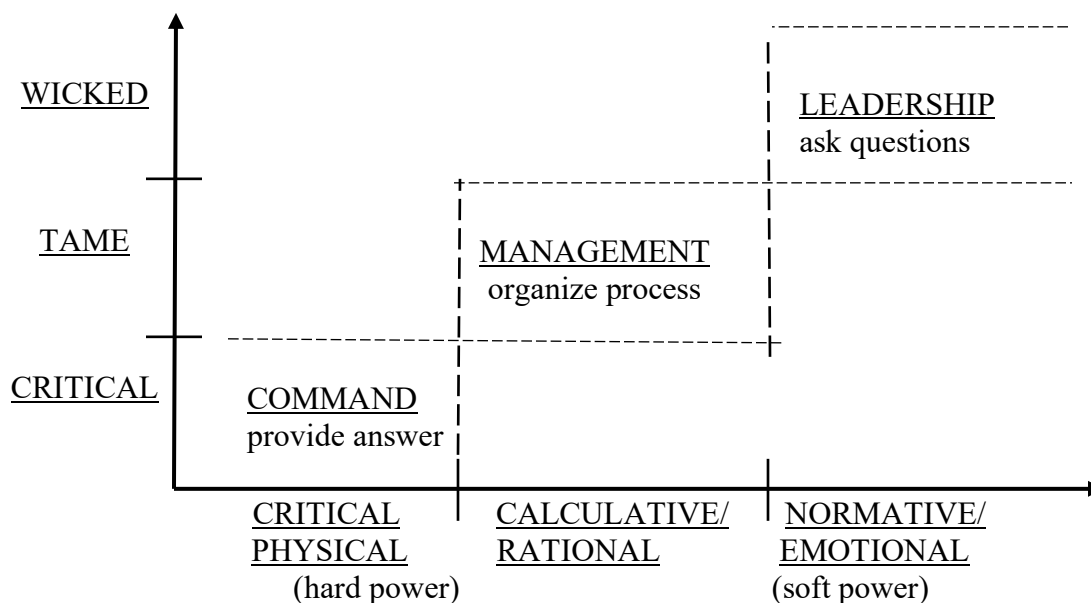 WICKED
LEADERSHIP
ask questions
TAME
MANAGEMENT
organize process
CRITICAL
COMMAND
provide answer
CRITICAL
PHYSICAL
(hard power)
CALCULATIVE/
RATIONAL
NORMATIVE/
EMOTIONAL
(soft power)